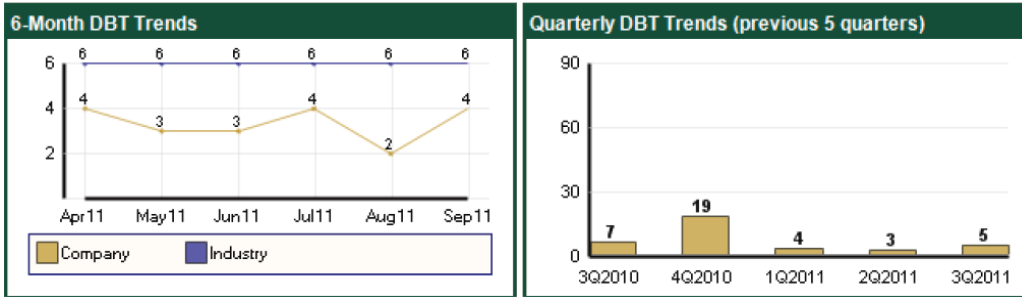 6-Month DBT Trends
6 6 6 6 6 6
6
4
2
4 3 3 4 2 4
Apr11 May11 Jun11 Jul11 Aug11 Sep11
Company Industry
Quarterly DBT Trends (previous 5 quarters)
90
60
30
0
7 19 4 3 5
3Q2010 4Q2010 1Q2011 2Q2011 3Q2011